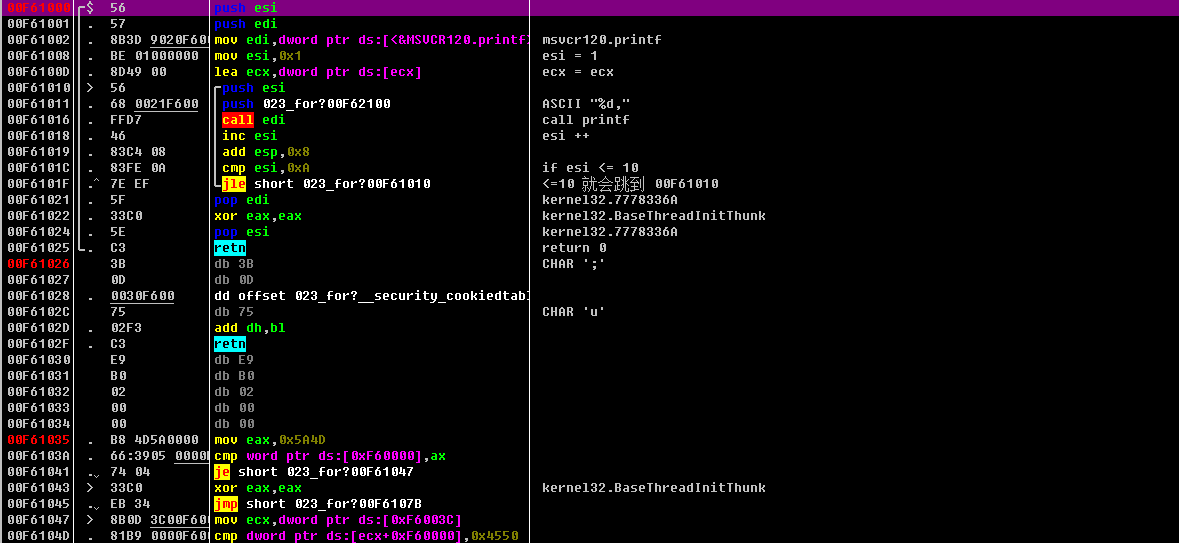 00F61000 $ 56 push esi
00F61001 . 57 push edi
00F61002 . 8B3D 9020F600 mov edi,dword ptr ds:[<&MSVCR120.printf> msvcr120.printf
00F61008 . BE 01000000 mov esi,0x1 esi = 1
00F6100D . 8D49 00 lea ecx,dword ptr ds:[ecx] ecx = ecx
00F61010 > 56 push esi
00F61011 . 68 0021F600 push 023_for?00F62100 ASCII "%d,"
00F61016 . FFD7 call edi call printf
00F61018 . 46 inc esi esi ++
00F61019 . 83C4 08 add esp,0x8
00F6101C . 83FE 0A cmp esi,0xA if esi <= 10
00F6101F .^ 7E EF jle short 023_for?00F61010 <=10 就会跳到 00F61010
00F61021 . 5F pop edi kernel32.7778336A
00F61022 . 33C0 xor eax,eax kernel32.BaseThreadInitThunk
00F61024 . 5E pop esi kernel32.7778336A
00F61025 . C3 retn return 0
00F61026 3B db 3B CHAR ';'
00F61027 0D db 0D
00F61028 . 0030F600 dd offset 023_for?__security_cookiedtabl
00F6102C 75 db 75 CHAR 'u'
00F6102D . 02F3 add dh,bl
00F6102F . C3 retn
00F61030 E9 db E9
00F61031 B0 db B0
00F61032 02 db 02
00F61033 00 db 00
00F61034 00 db 00
00F61035 . B8 4D5A0000 mov eax,0x5A4D
00F6103A . 66:3905 0000 cmp word ptr ds:[0xF60000],ax
00F61041 .⌄ 74 04 je short 023_for?00F61047
00F61043 > 33C0 xor eax,eax kernel32.BaseThreadInitThunk
00F61045 .⌄ EB 34 jmp short 023_for?00F6107B
00F61047 > 8B0D 3C00F600 mov ecx,dword ptr ds:[0xF6003C]
00F6104D . 81B9 0000F600 cmp dword ptr ds:[ecx+0xF60000],0x4550